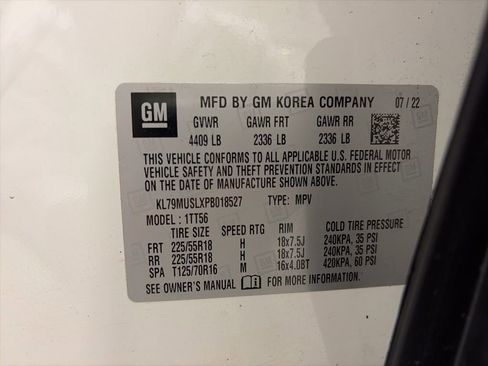 GM MFD BY GM KOREA COMPANY 07 / 22
GVWR GAWR FRT GAWR RR
4409 LB 2336 LB 2336 LB
THIS VEHICLE CONFORMS TO ALL APPLICABLE U.S. FEDERAL MOTOR
VEHICLE SAFETY AND THEFT PREVENTION STANDARDS IN EFFECT
ON THE DATE OF MANUFACTURE SHOWN ABOVE.
KL79MUSLXPB018527 TYPE: MPV
MODEL : 1TT56
TIRE SIZE SPEED RTG RIM COLD TIRE PRESSURE
FRT 225/55R18 H 18x7.5J 240KPA, 35 PSI
RR 225/55R18 H 18x7.5J 240KPA, 35 PSI
SPA T125/70R16 M 16x4.0BT 420KPA, 60 PSI
SEE OWNER'S MANUAL FOR MORE INFORMATION.